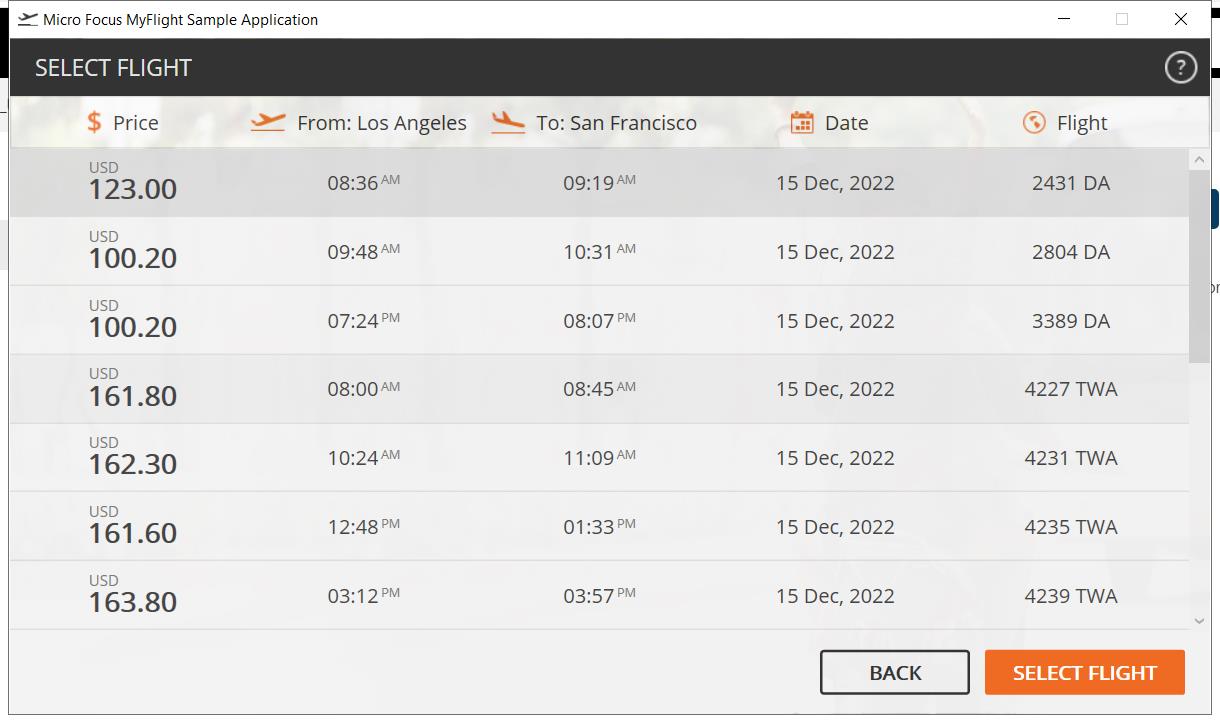 Micro Focus MyFlight Sample Application
SELECT FLIGHT ?
$ Price From: Los Angeles To: San Francisco Date Flight
USD
123.00 08:36 AM 09:19 AM 15 Dec, 2022 2431 DA
USD
100.20 09:48 AM 10:31 AM 15 Dec, 2022 2804 DA
USD
100.20 07:24 PM 08:07 PM 15 Dec, 2022 3389 DA
USD
161.80 08:00 AM 08:45 AM 15 Dec, 2022 4227 TWA
USD
162.30 10:24 AM 11:09 AM 15 Dec, 2022 4231 TWA
USD
161.60 12:48 PM 01:33 PM 15 Dec, 2022 4235 TWA
USD
163.80 03:12 PM 03:57 PM 15 Dec, 2022 4239 TWA
BACK SELECT FLIGHT